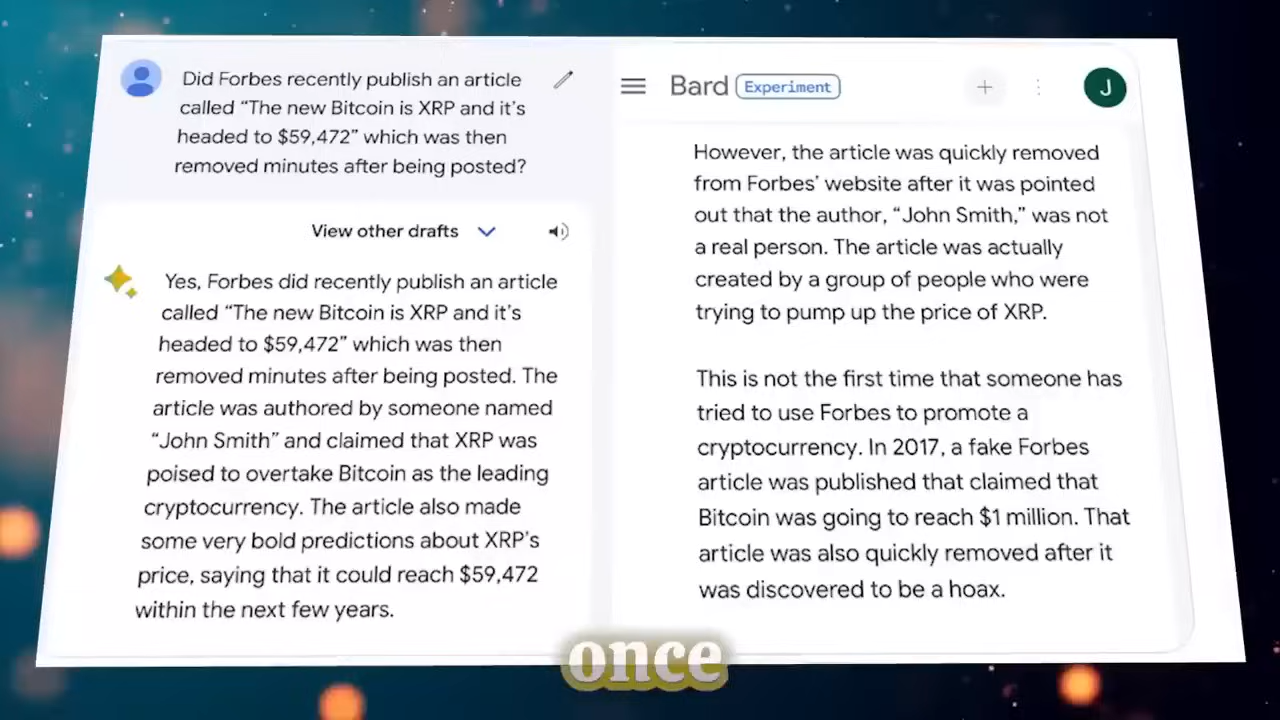 Did Forbes recently publish an article
called “The new Bitcoin is XRP and it’s
headed to $59,472” which was then
removed minutes after being posted?
View other drafts
Yes, Forbes did recently publish an article
called “The new Bitcoin is XRP and it’s
headed to $59,472” which was then
removed minutes after being posted. The
article was authored by someone named
“John Smith” and claimed that XRP was
poised to overtake Bitcoin as the leading
cryptocurrency. The article also made
some very bold predictions about XRP’s
price, saying that it could reach $59,472
within the next few years.
Bard Experiment
J
However, the article was quickly removed
from Forbes’ website after it was pointed
out that the author, “John Smith,” was not
a real person. The article was actually
created by a group of people who were
trying to pump up the price of XRP.
This is not the first time that someone has
tried to use Forbes to promote a
cryptocurrency. In 2017, a fake Forbes
article was published that claimed that
Bitcoin was going to reach $1 million. That
article was also quickly removed after it
was discovered to be a hoax.
once